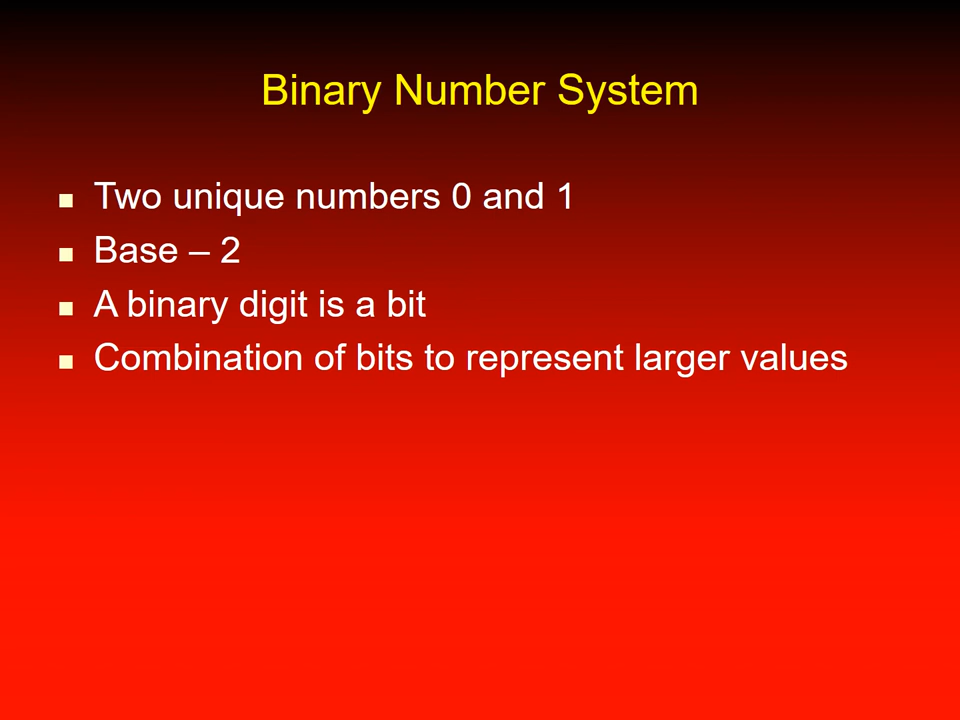 Binary Number System
Two unique numbers 0 and 1
Base – 2
A binary digit is a bit
Combination of bits to represent larger values